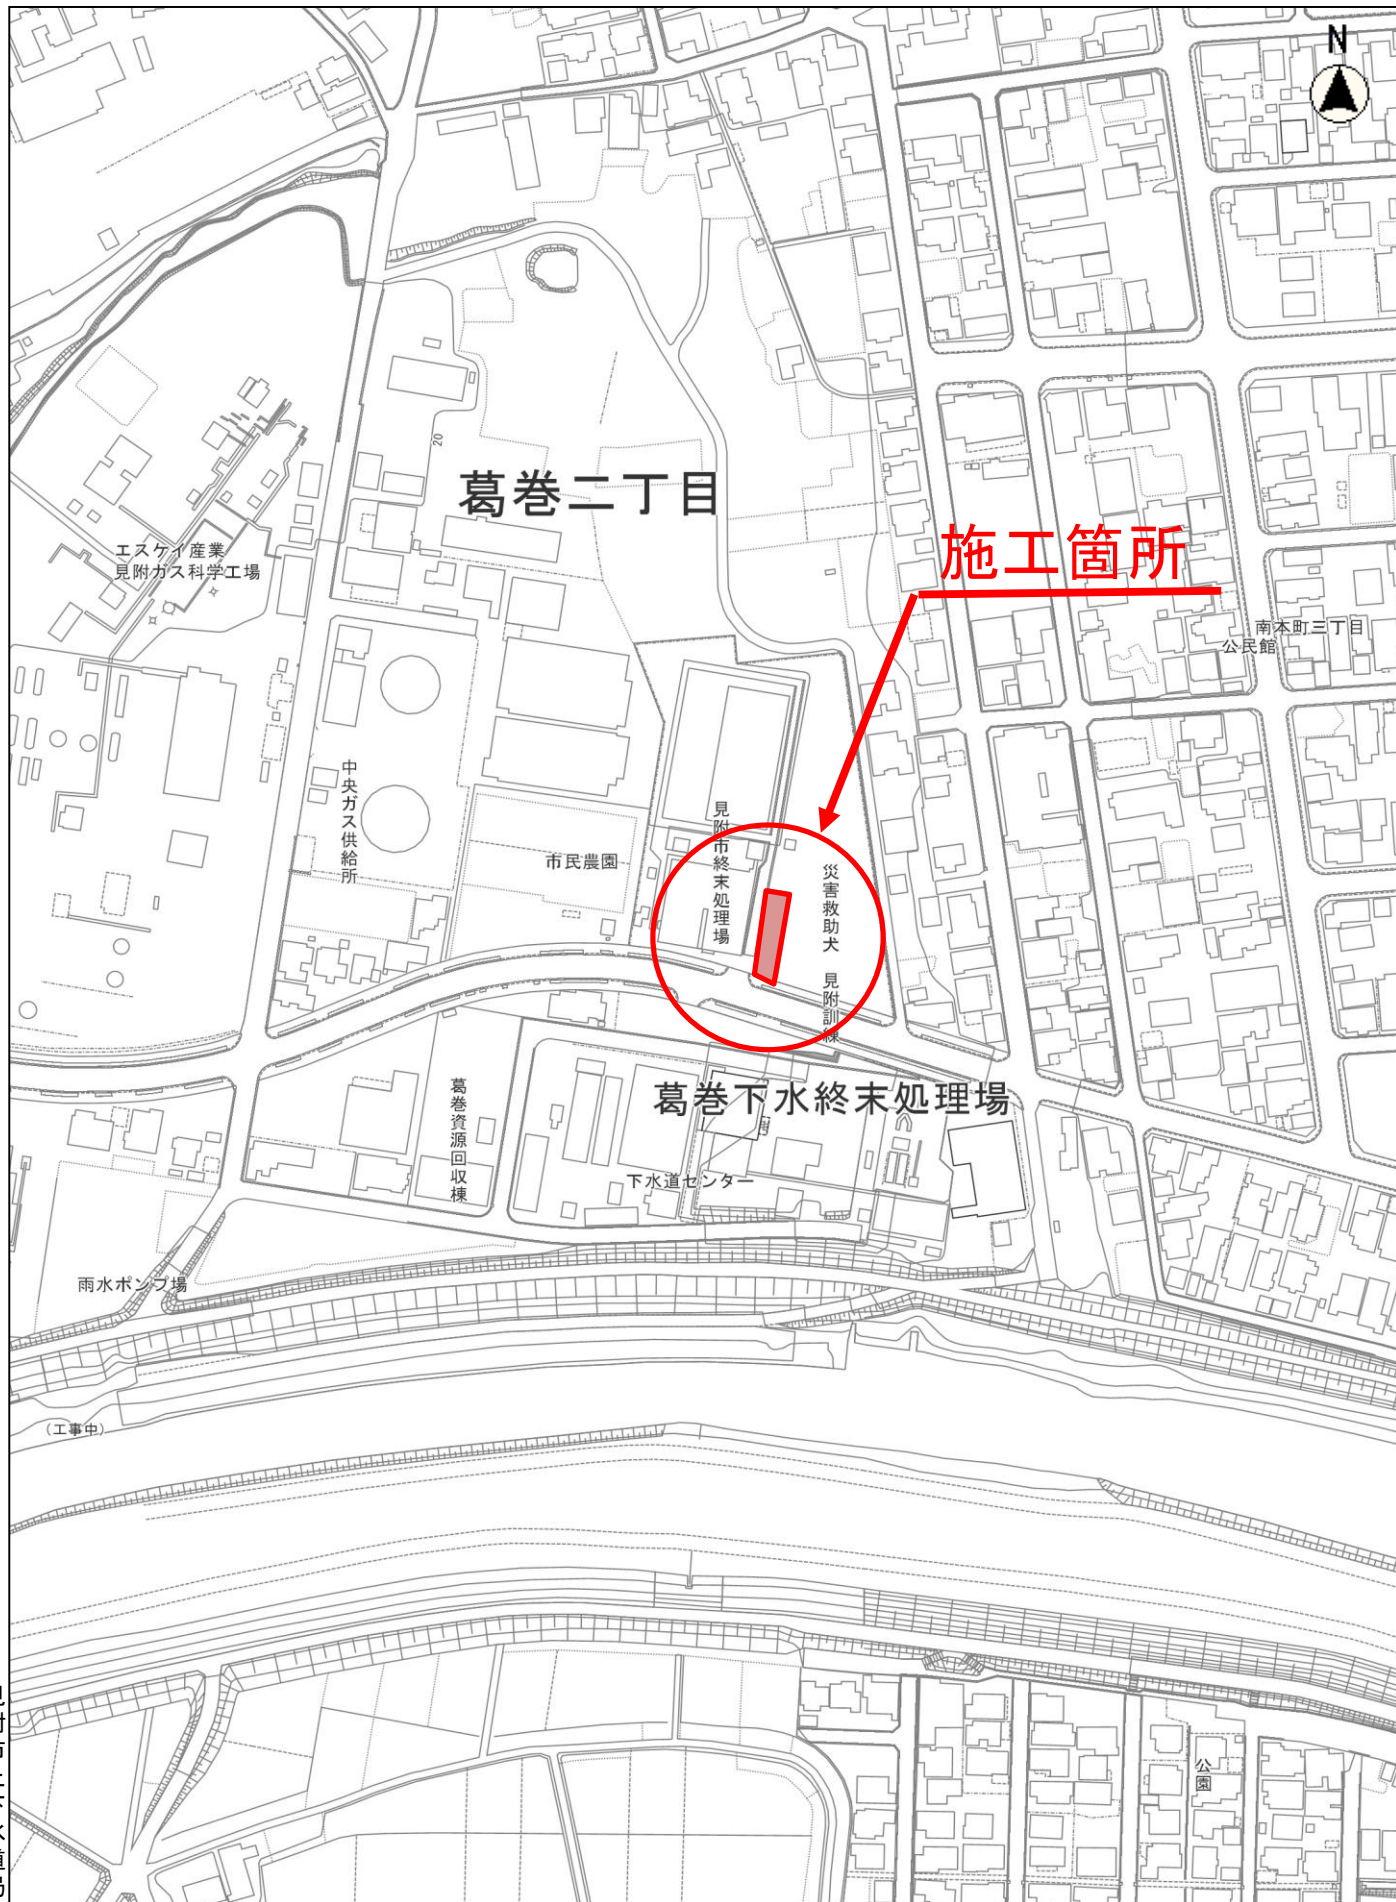 N
葛巻二丁目
20
施工箇所
エスケイ産業
見附ガス科学工場
南本町三丁目
公民館
中央ガス供給所
市民農園
見附市終末処理場
災害救助犬 見附訓練
葛巻下水終末処理場
葛巻資源回収棟
下水道センター
雨水ポンプ場
(工事中)
公園